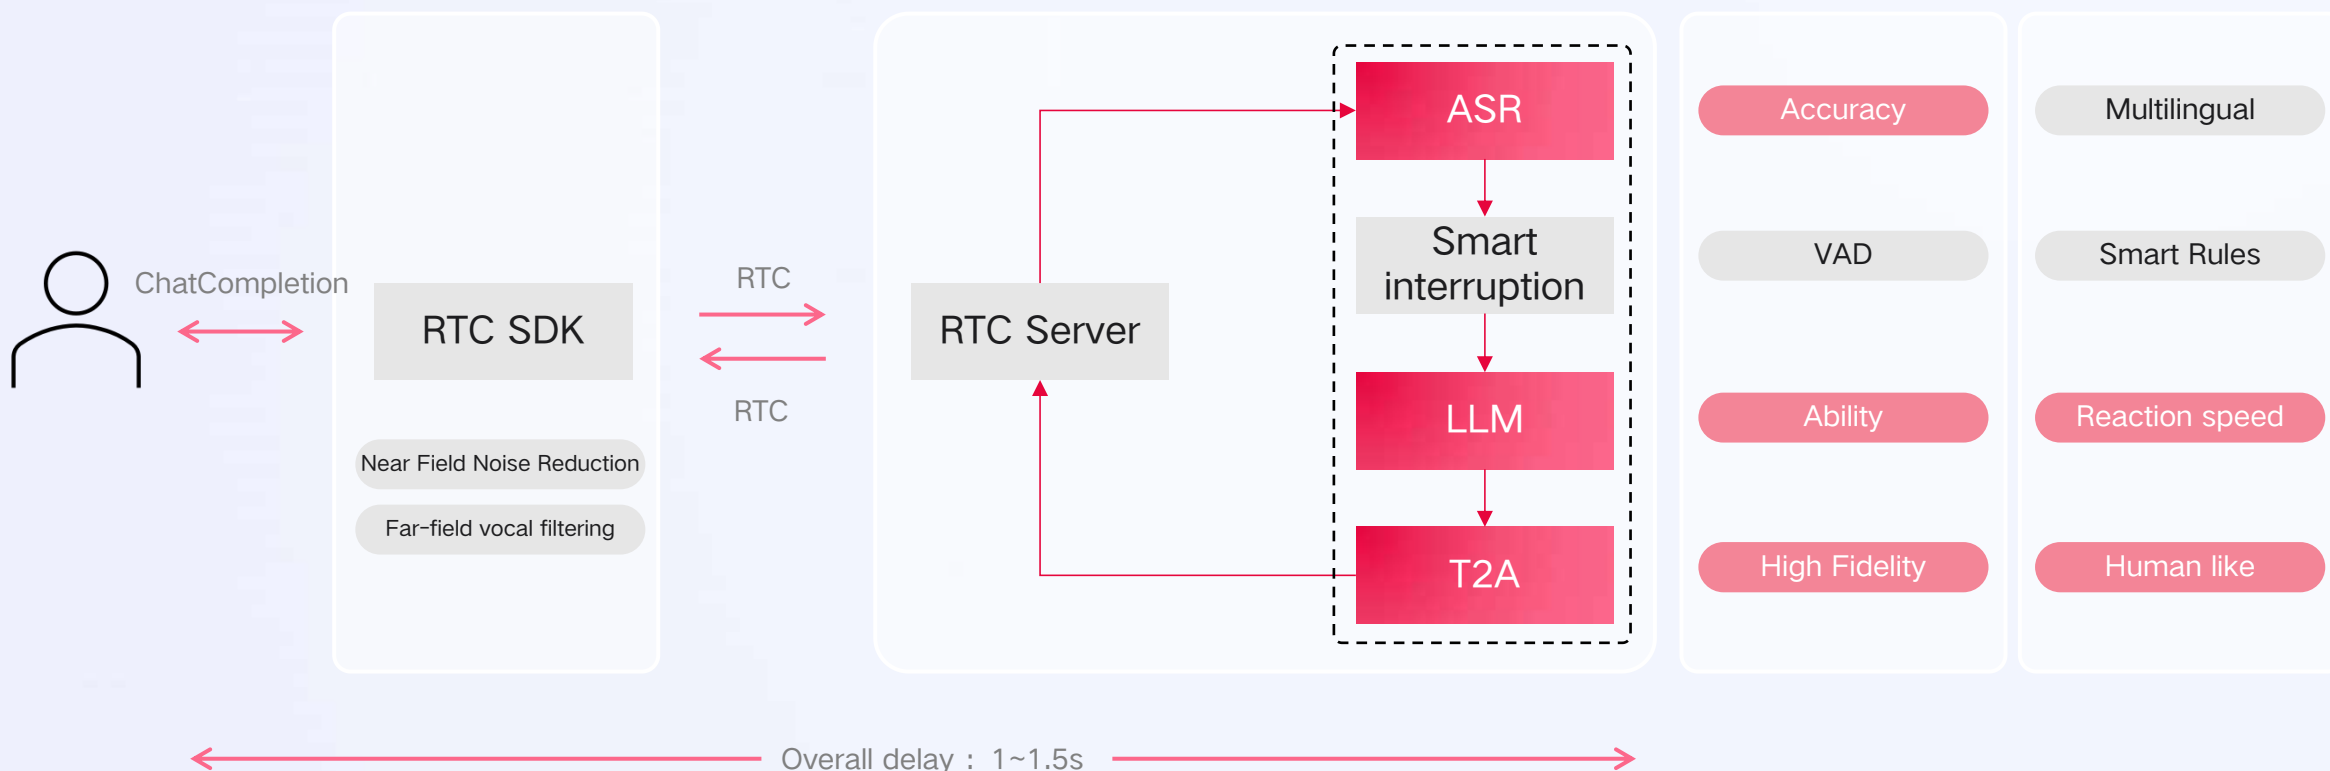 ChatCompletion
RTC SDK
Near Field Noise Reduction
Far-field vocal filtering
RTC
RTC
RTC Server
ASR
Smart
interruption
LLM
T2A
Accuracy
Multilingual
VAD
Smart Rules
Ability
Reaction speed
High Fidelity
Human like
Overall delay : 1~1.5s